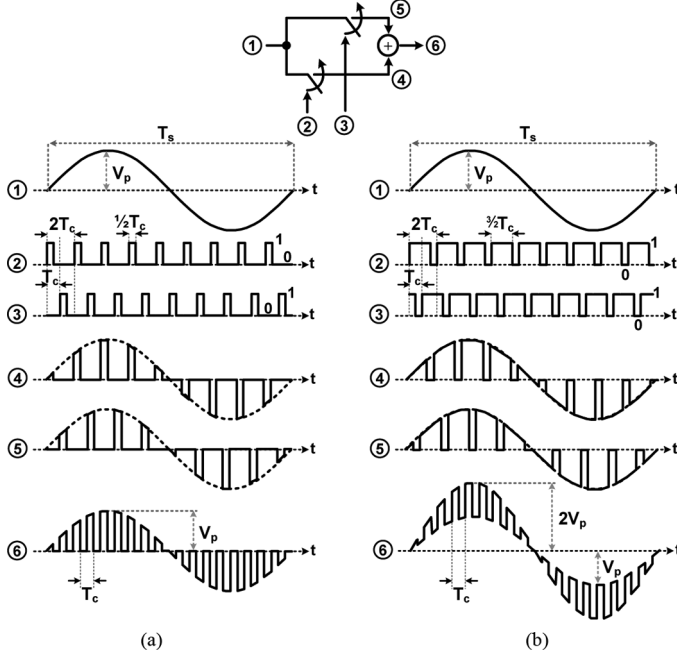 ⑤
① + ⑥
④
② ③
Tₛ Tₛ
Vₚ Vₚ
① t ① t
2T꜀ ½T꜀ 2T꜀ ³⁄₂T꜀
② 1 0 t ② 1 0 t
T꜀ T꜀
③ 1 0 t ③ 1 0 t
④ t ④ t
⑤ t ⑤ t
Vₚ 2Vₚ
⑥ t ⑥ t
Vₚ
T꜀ T꜀
(a) (b)